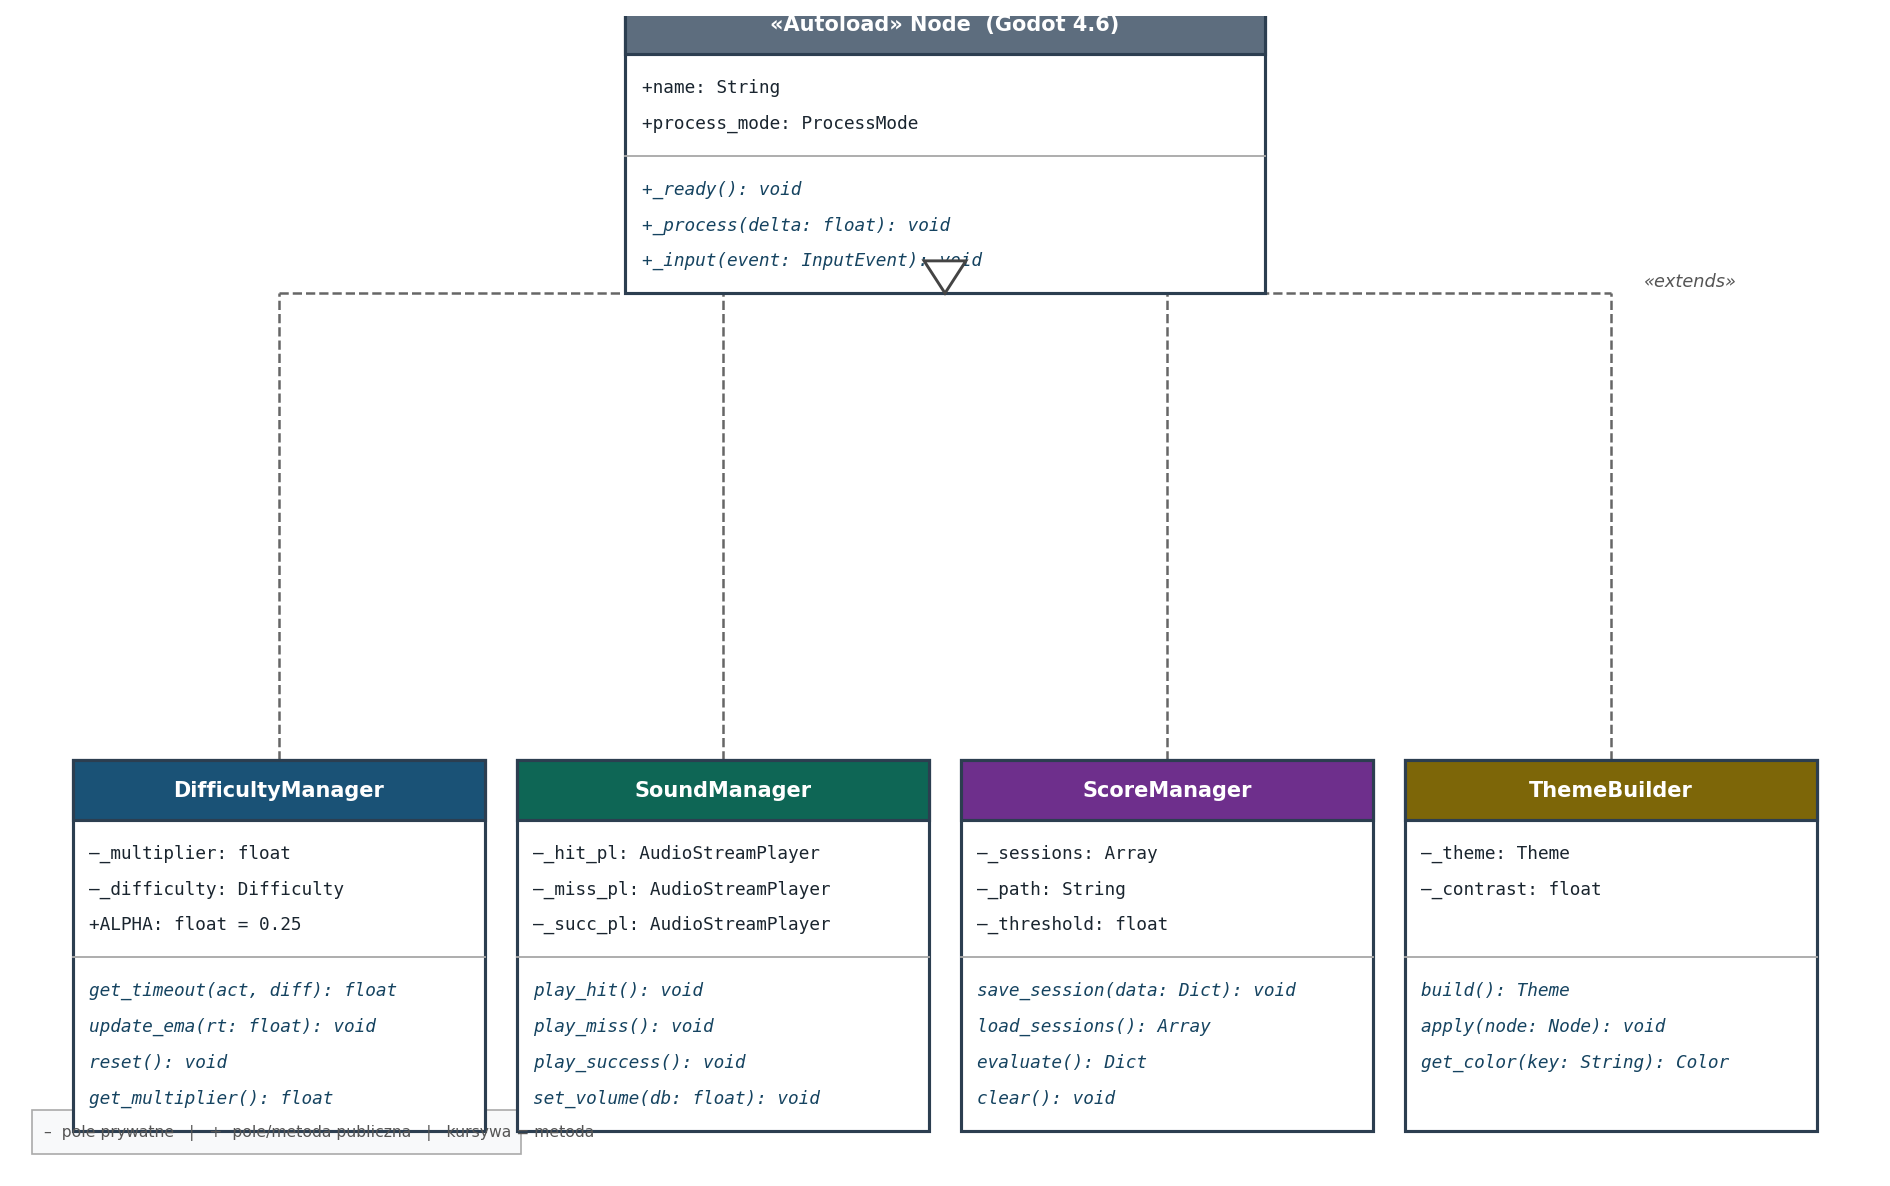 «Autoload» Node (Godot 4.6)
+name: String
+process_mode: ProcessMode
+_ready(): void
+_process(delta: float): void
+_input(event: InputEvent): void
«extends»
DifficultyManager
–_multiplier: float
–_difficulty: Difficulty
+ALPHA: float = 0.25
get_timeout(act, diff): float
update_ema(rt: float): void
reset(): void
get_multiplier(): float
SoundManager
–_hit_pl: AudioStreamPlayer
–_miss_pl: AudioStreamPlayer
–_succ_pl: AudioStreamPlayer
play_hit(): void
play_miss(): void
play_success(): void
set_volume(db: float): void
ScoreManager
–_sessions: Array
–_path: String
–_threshold: float
save_session(data: Dict): void
load_sessions(): Array
evaluate(): Dict
clear(): void
ThemeBuilder
–_theme: Theme
–_contrast: float
build(): Theme
apply(node: Node): void
get_color(key: String): Color
– pole prywatne | + pole/metoda publiczna | kursywa – metoda